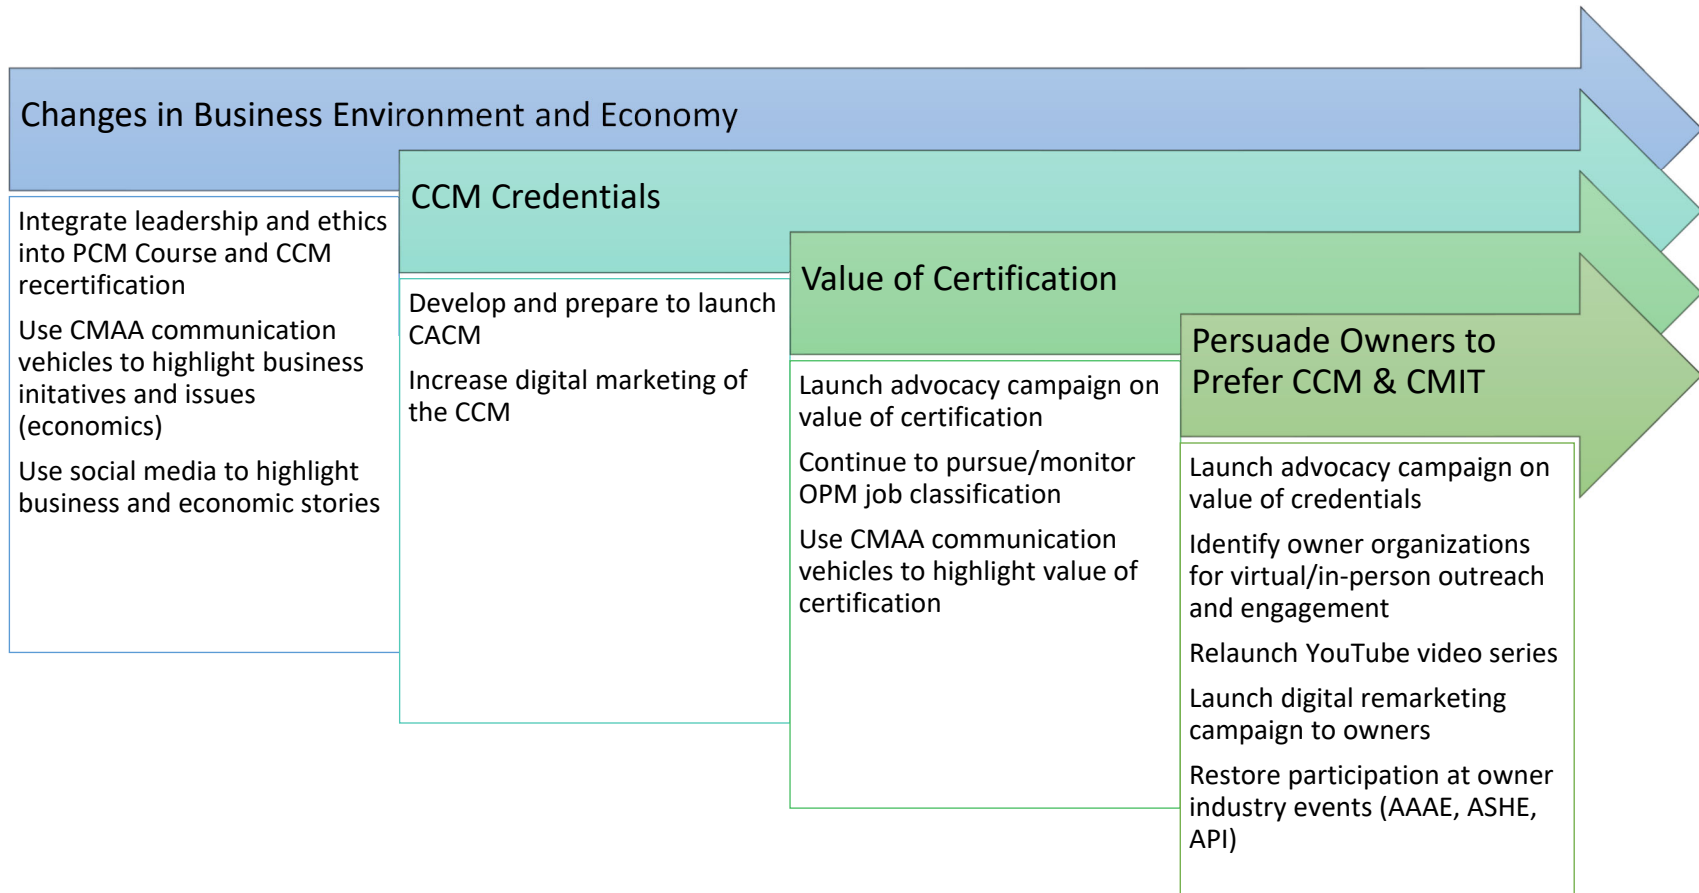 Changes in Business Environment and Economy
Integrate leadership and ethics
into PCM Course and CCM
recertification
Use CMAA communication
vehicles to highlight business
initatives and issues
(economics)
Use social media to highlight
business and economic stories
CCM Credentials
Develop and prepare to launch
CACM
Increase digital marketing of
the CCM
Value of Certification
Launch advocacy campaign on
value of certification
Continue to pursue/monitor
OPM job classification
Use CMAA communication
vehicles to highlight value of
certification
Persuade Owners to
Prefer CCM & CMIT
Launch advocacy campaign on
value of credentials
Identify owner organizations
for virtual/in-person outreach
and engagement
Relaunch YouTube video series
Launch digital remarketing
campaign to owners
Restore participation at owner
industry events (AAAE, ASHE,
API)